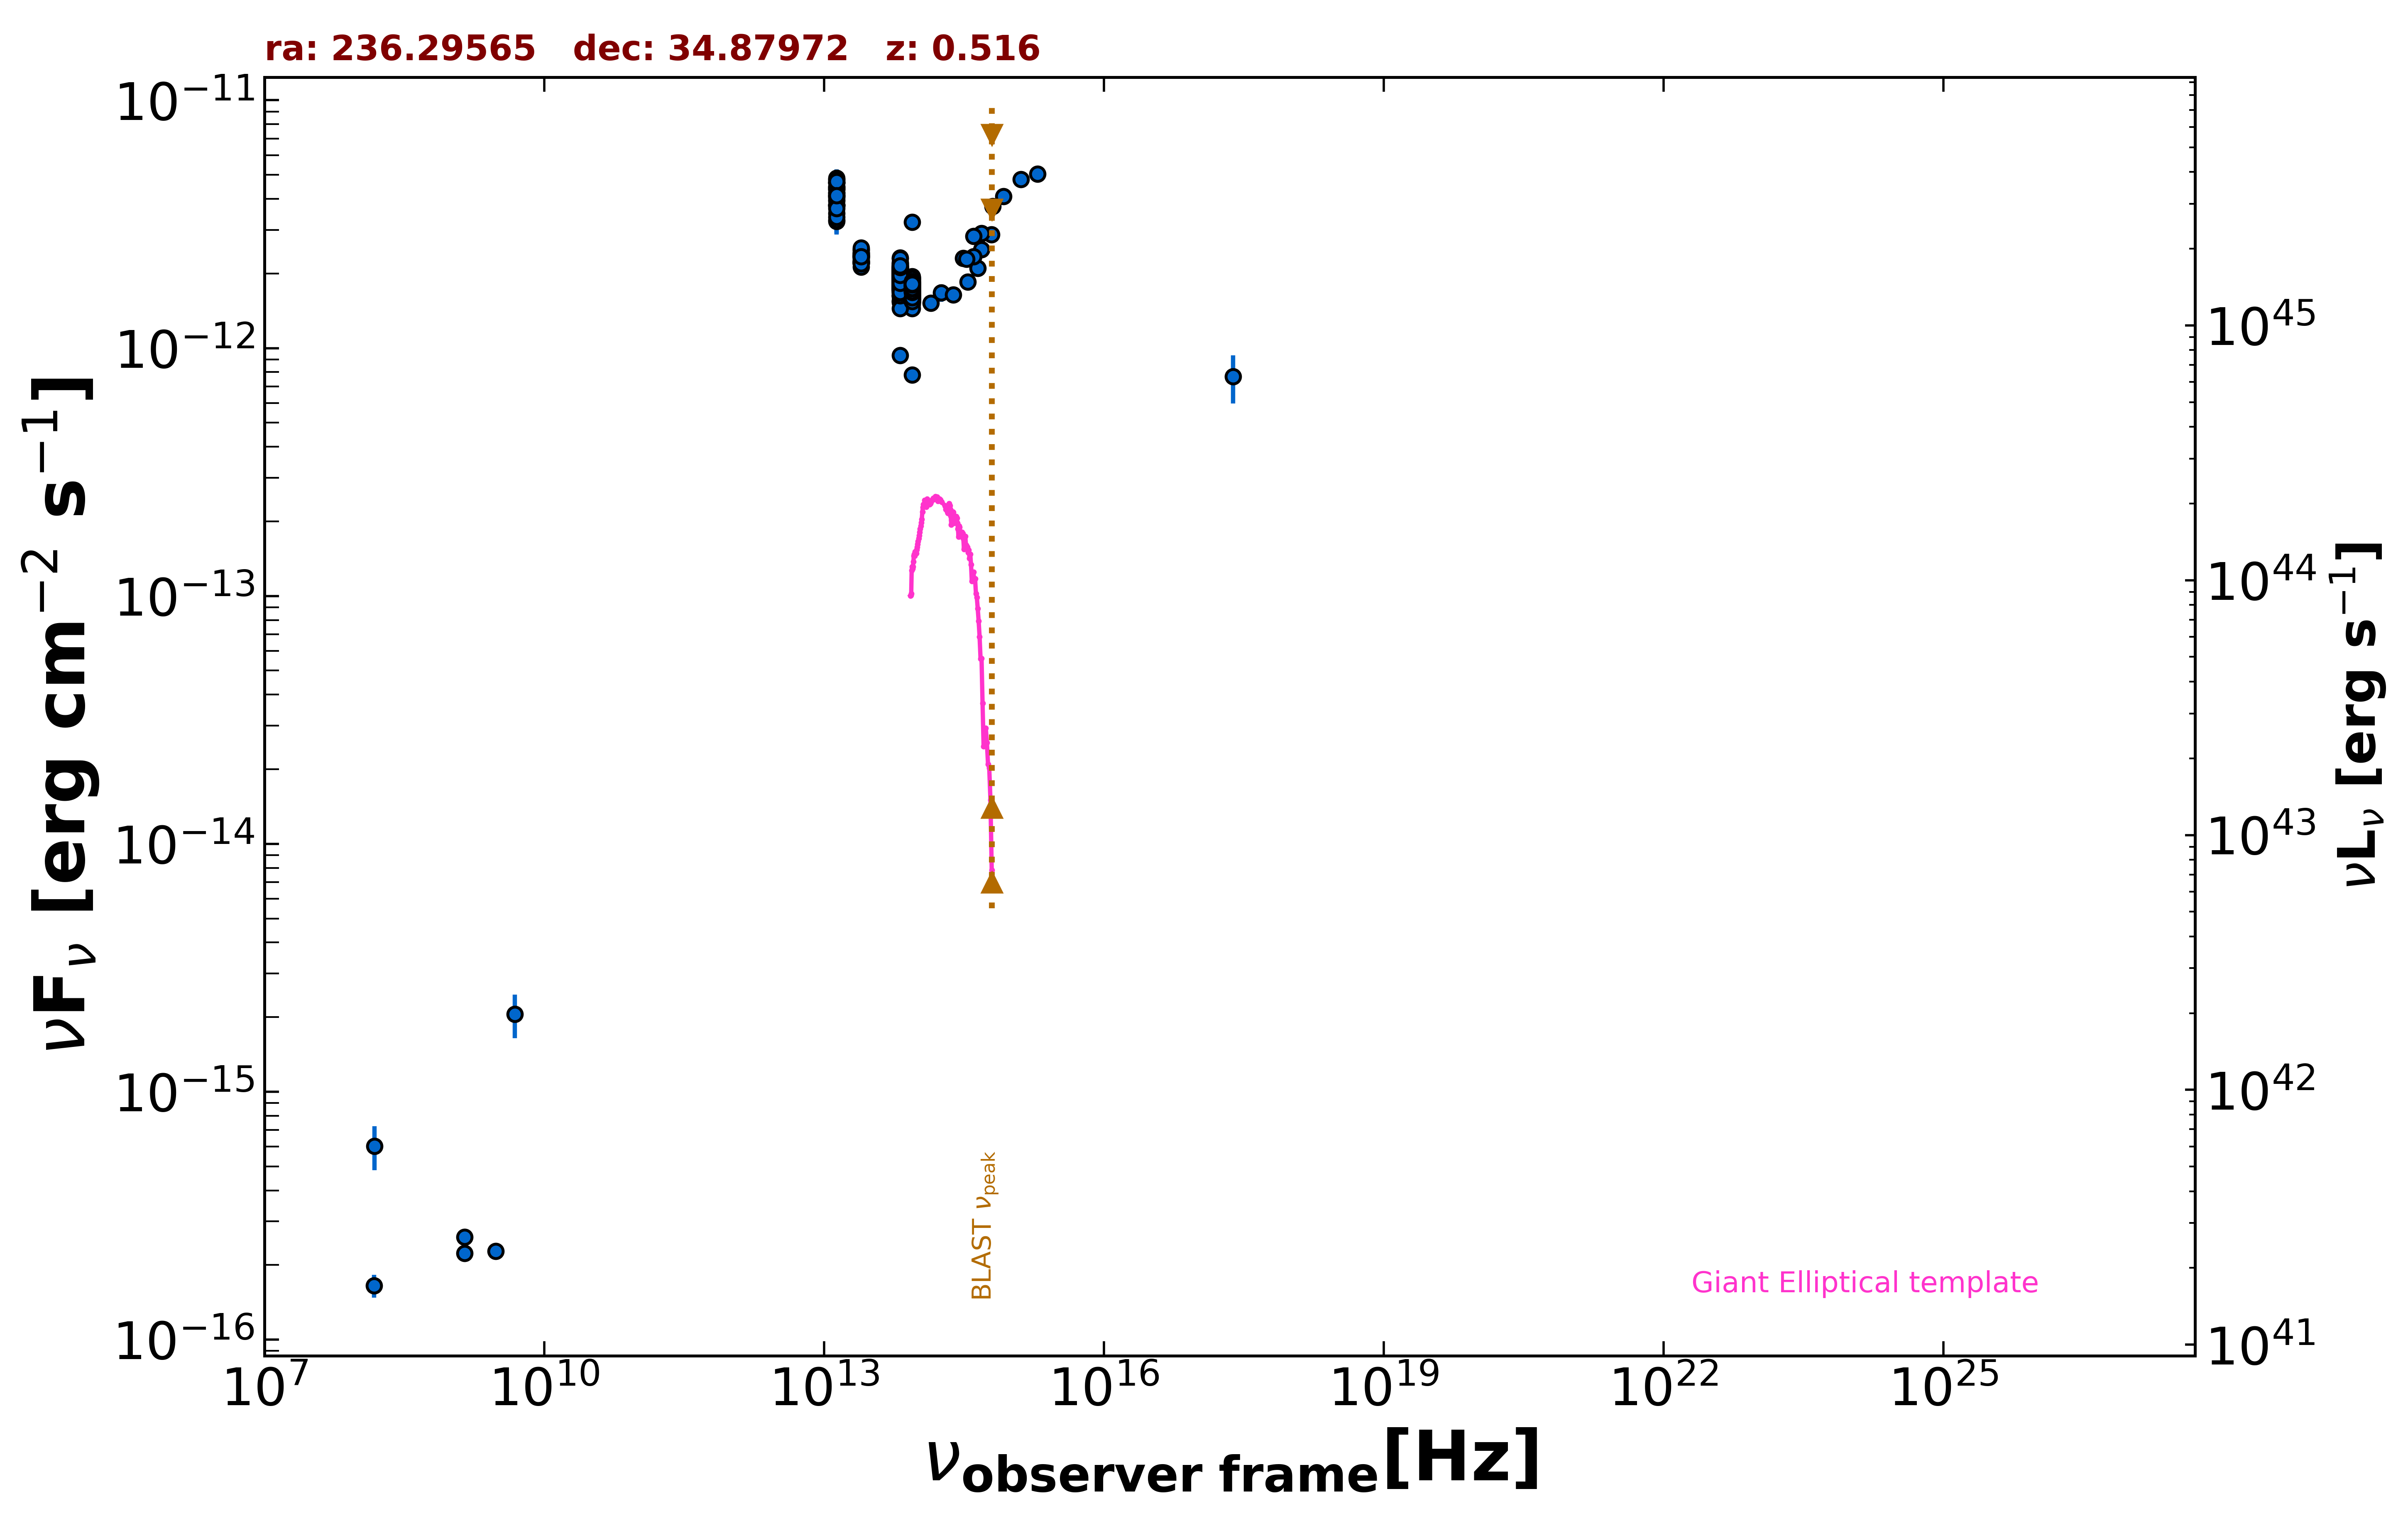 ra: 236.29565   dec: 34.87972   z: 0.516
νF_ν [erg cm^−2 s^−1]
10^−11
10^−12
10^−13
10^−14
10^−15
10^−16
10^45
10^44
10^43
10^42
10^41
νL_ν [erg s^−1]
BLAST ν_peak
Giant Elliptical template
10^7 10^10 10^13 10^16 10^19 10^22 10^25
ν_observer frame [Hz]